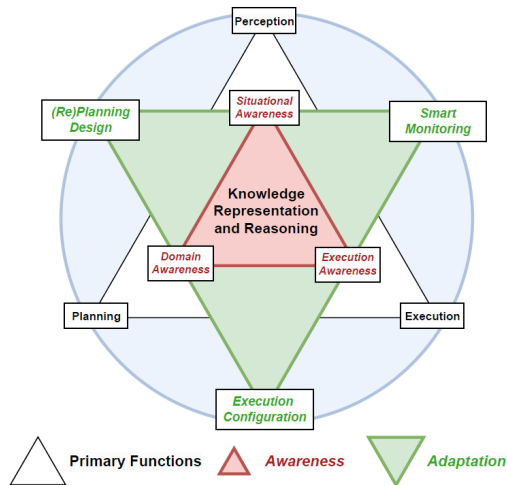 Perception
(Re)Planning
Design
Situational
Awareness
Smart
Monitoring
Knowledge
Representation
and Reasoning
Domain
Awareness
Execution
Awareness
Planning
Execution
Execution
Configuration
Primary Functions
Awareness
Adaptation